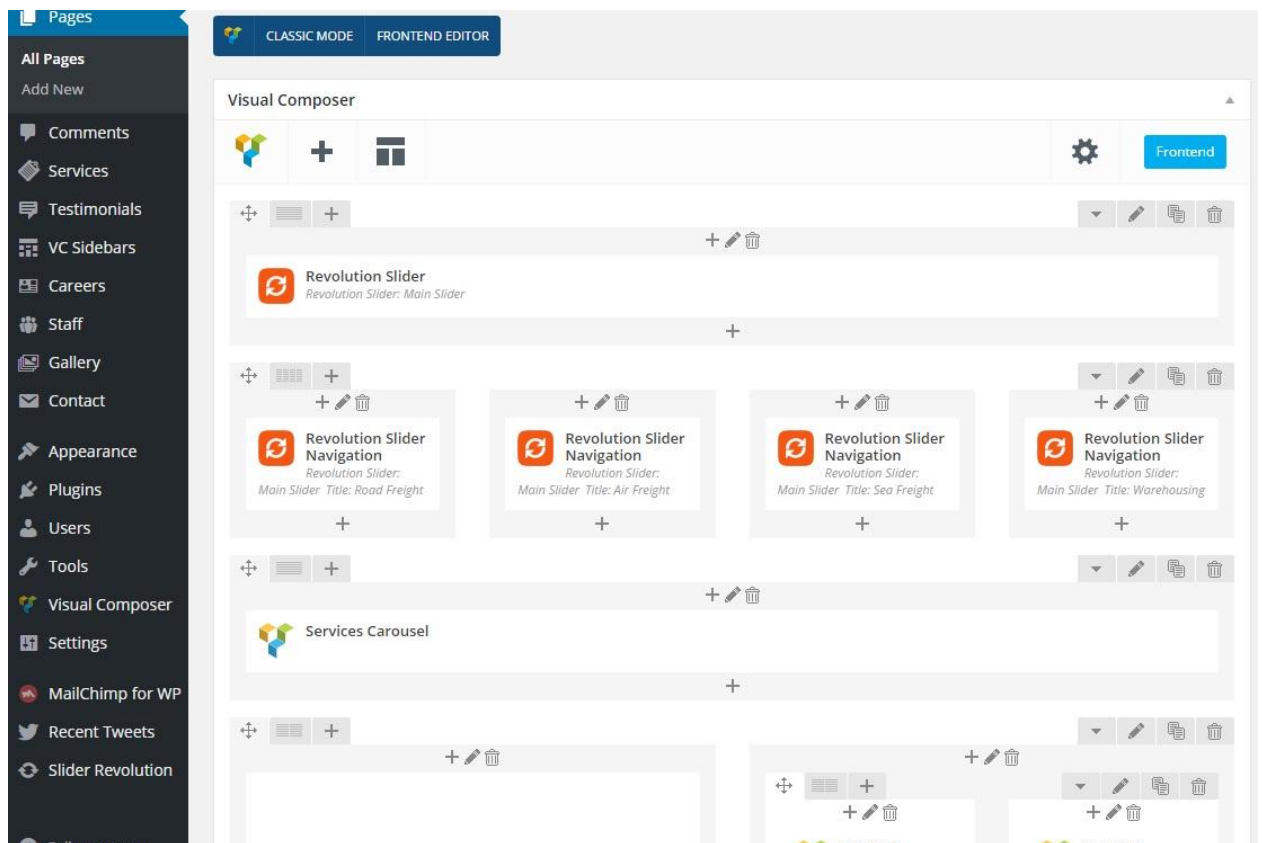 Pages
All Pages
Add New
Comments
Services
Testimonials
VC Sidebars
Careers
Staff
Gallery
Contact
Appearance
Plugins
Users
Tools
Visual Composer
Settings
MailChimp for WP
Recent Tweets
Slider Revolution
CLASSIC MODE FRONTEND EDITOR
Visual Composer
Frontend
Revolution Slider
Revolution Slider: Main Slider
Revolution Slider
Navigation
Revolution Slider:
Main Slider Title: Road Freight
Revolution Slider
Navigation
Revolution Slider:
Main Slider Title: Air Freight
Revolution Slider
Navigation
Revolution Slider:
Main Slider Title: Sea Freight
Revolution Slider
Navigation
Revolution Slider:
Main Slider Title: Warehousing
Services Carousel